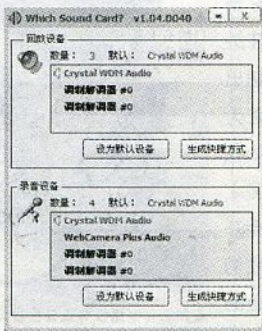 Which Sound Card? v1.04.0040
回放设备
数量: 3 默认: Crystal WDM Audio
Crystal WDM Audio
调制解调器 #0
调制解调器 #0
设为默认设备 生成快捷方式
录音设备
数量: 4 默认: Crystal WDM Audio
Crystal WDM Audio
WebCamera Plus Audio
调制解调器 #0
调制解调器 #0
设为默认设备 生成快捷方式